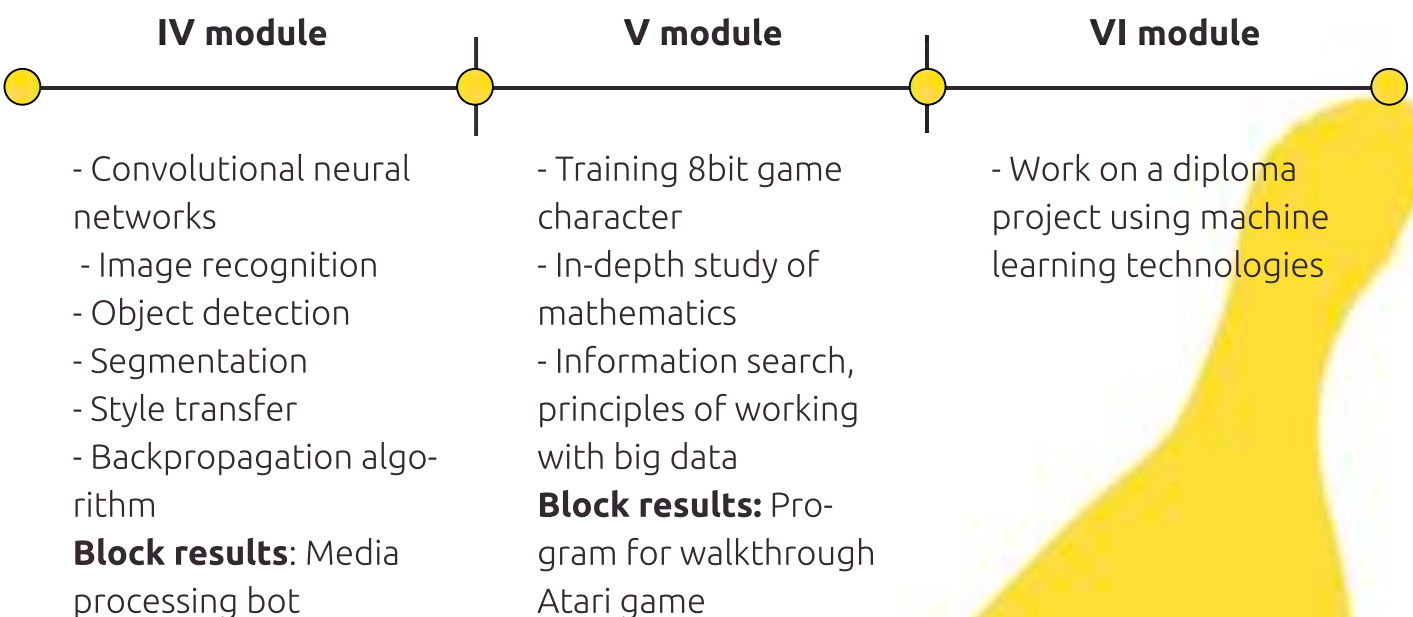 IV module
- Convolutional neural
networks
- Image recognition
- Object detection
- Segmentation
- Style transfer
- Backpropagation algo-
rithm
Block results: Media
processing bot
V module
- Training 8bit game
character
- In-depth study of
mathematics
- Information search,
principles of working
with big data
Block results: Pro-
gram for walkthrough
Atari game
VI module
- Work on a diploma
project using machine
learning technologies